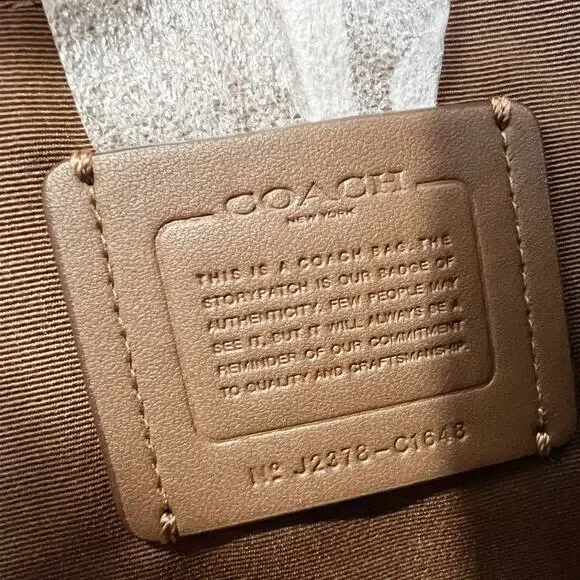 COACH
NEW YORK
THIS IS A COACH BAG. THE
STORYPATCH IS OUR BADGE OF
AUTHENTICITY. FEW PEOPLE MAY
SEE IT, BUT IT WILL ALWAYS BE A
REMINDER OF OUR COMMITMENT
TO QUALITY AND CRAFTSMANSHIP.
Nº J2378-C1648